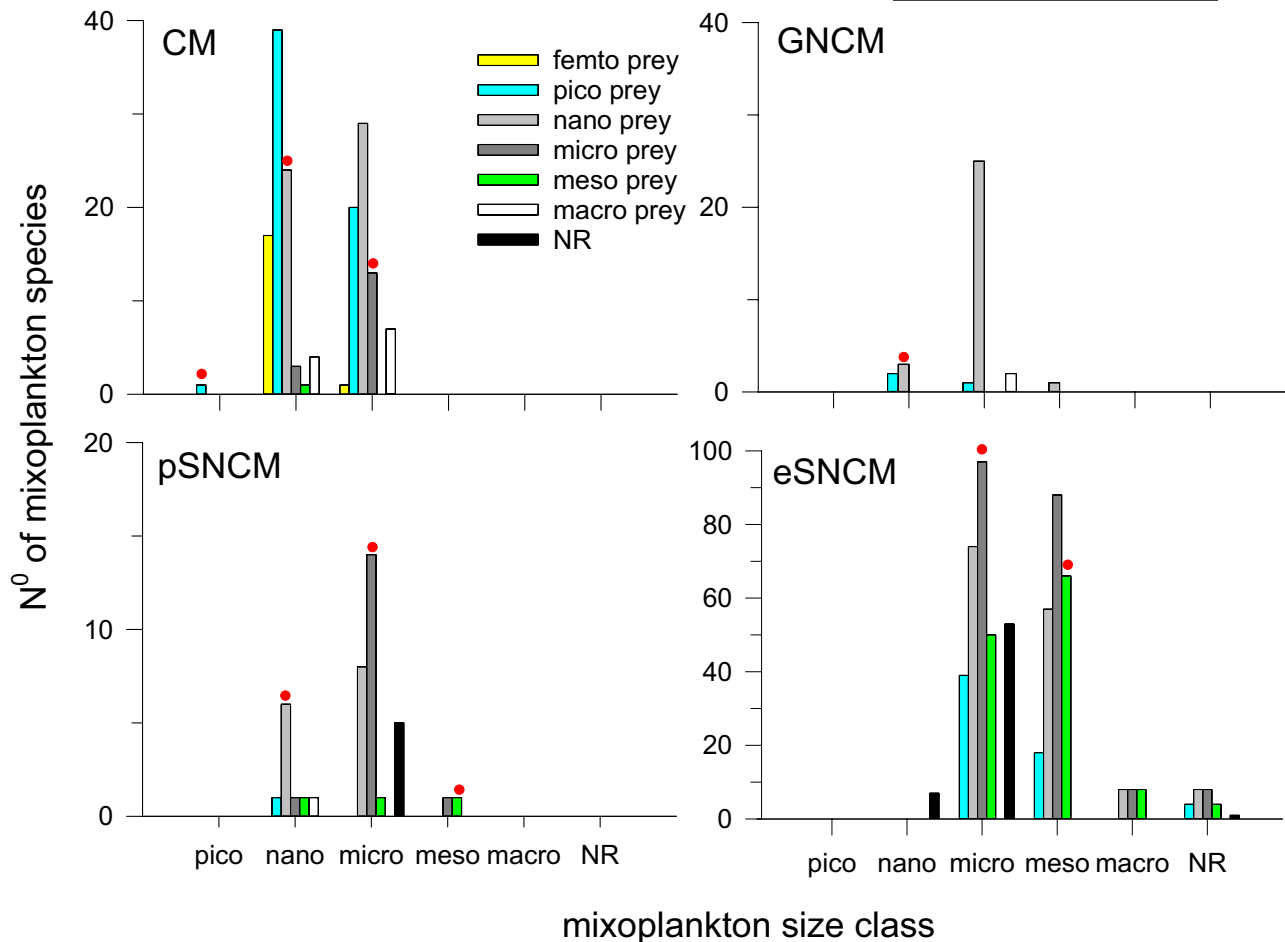 CM
40
20
0
femto prey
pico prey
nano prey
micro prey
meso prey
macro prey
NR
GNCM
40
20
0
pSNCM
20
10
0
pico nano micro meso macro NR
eSNCM
100
80
60
40
20
0
pico nano micro meso macro NR
N⁰ of mixoplankton species
mixoplankton size class